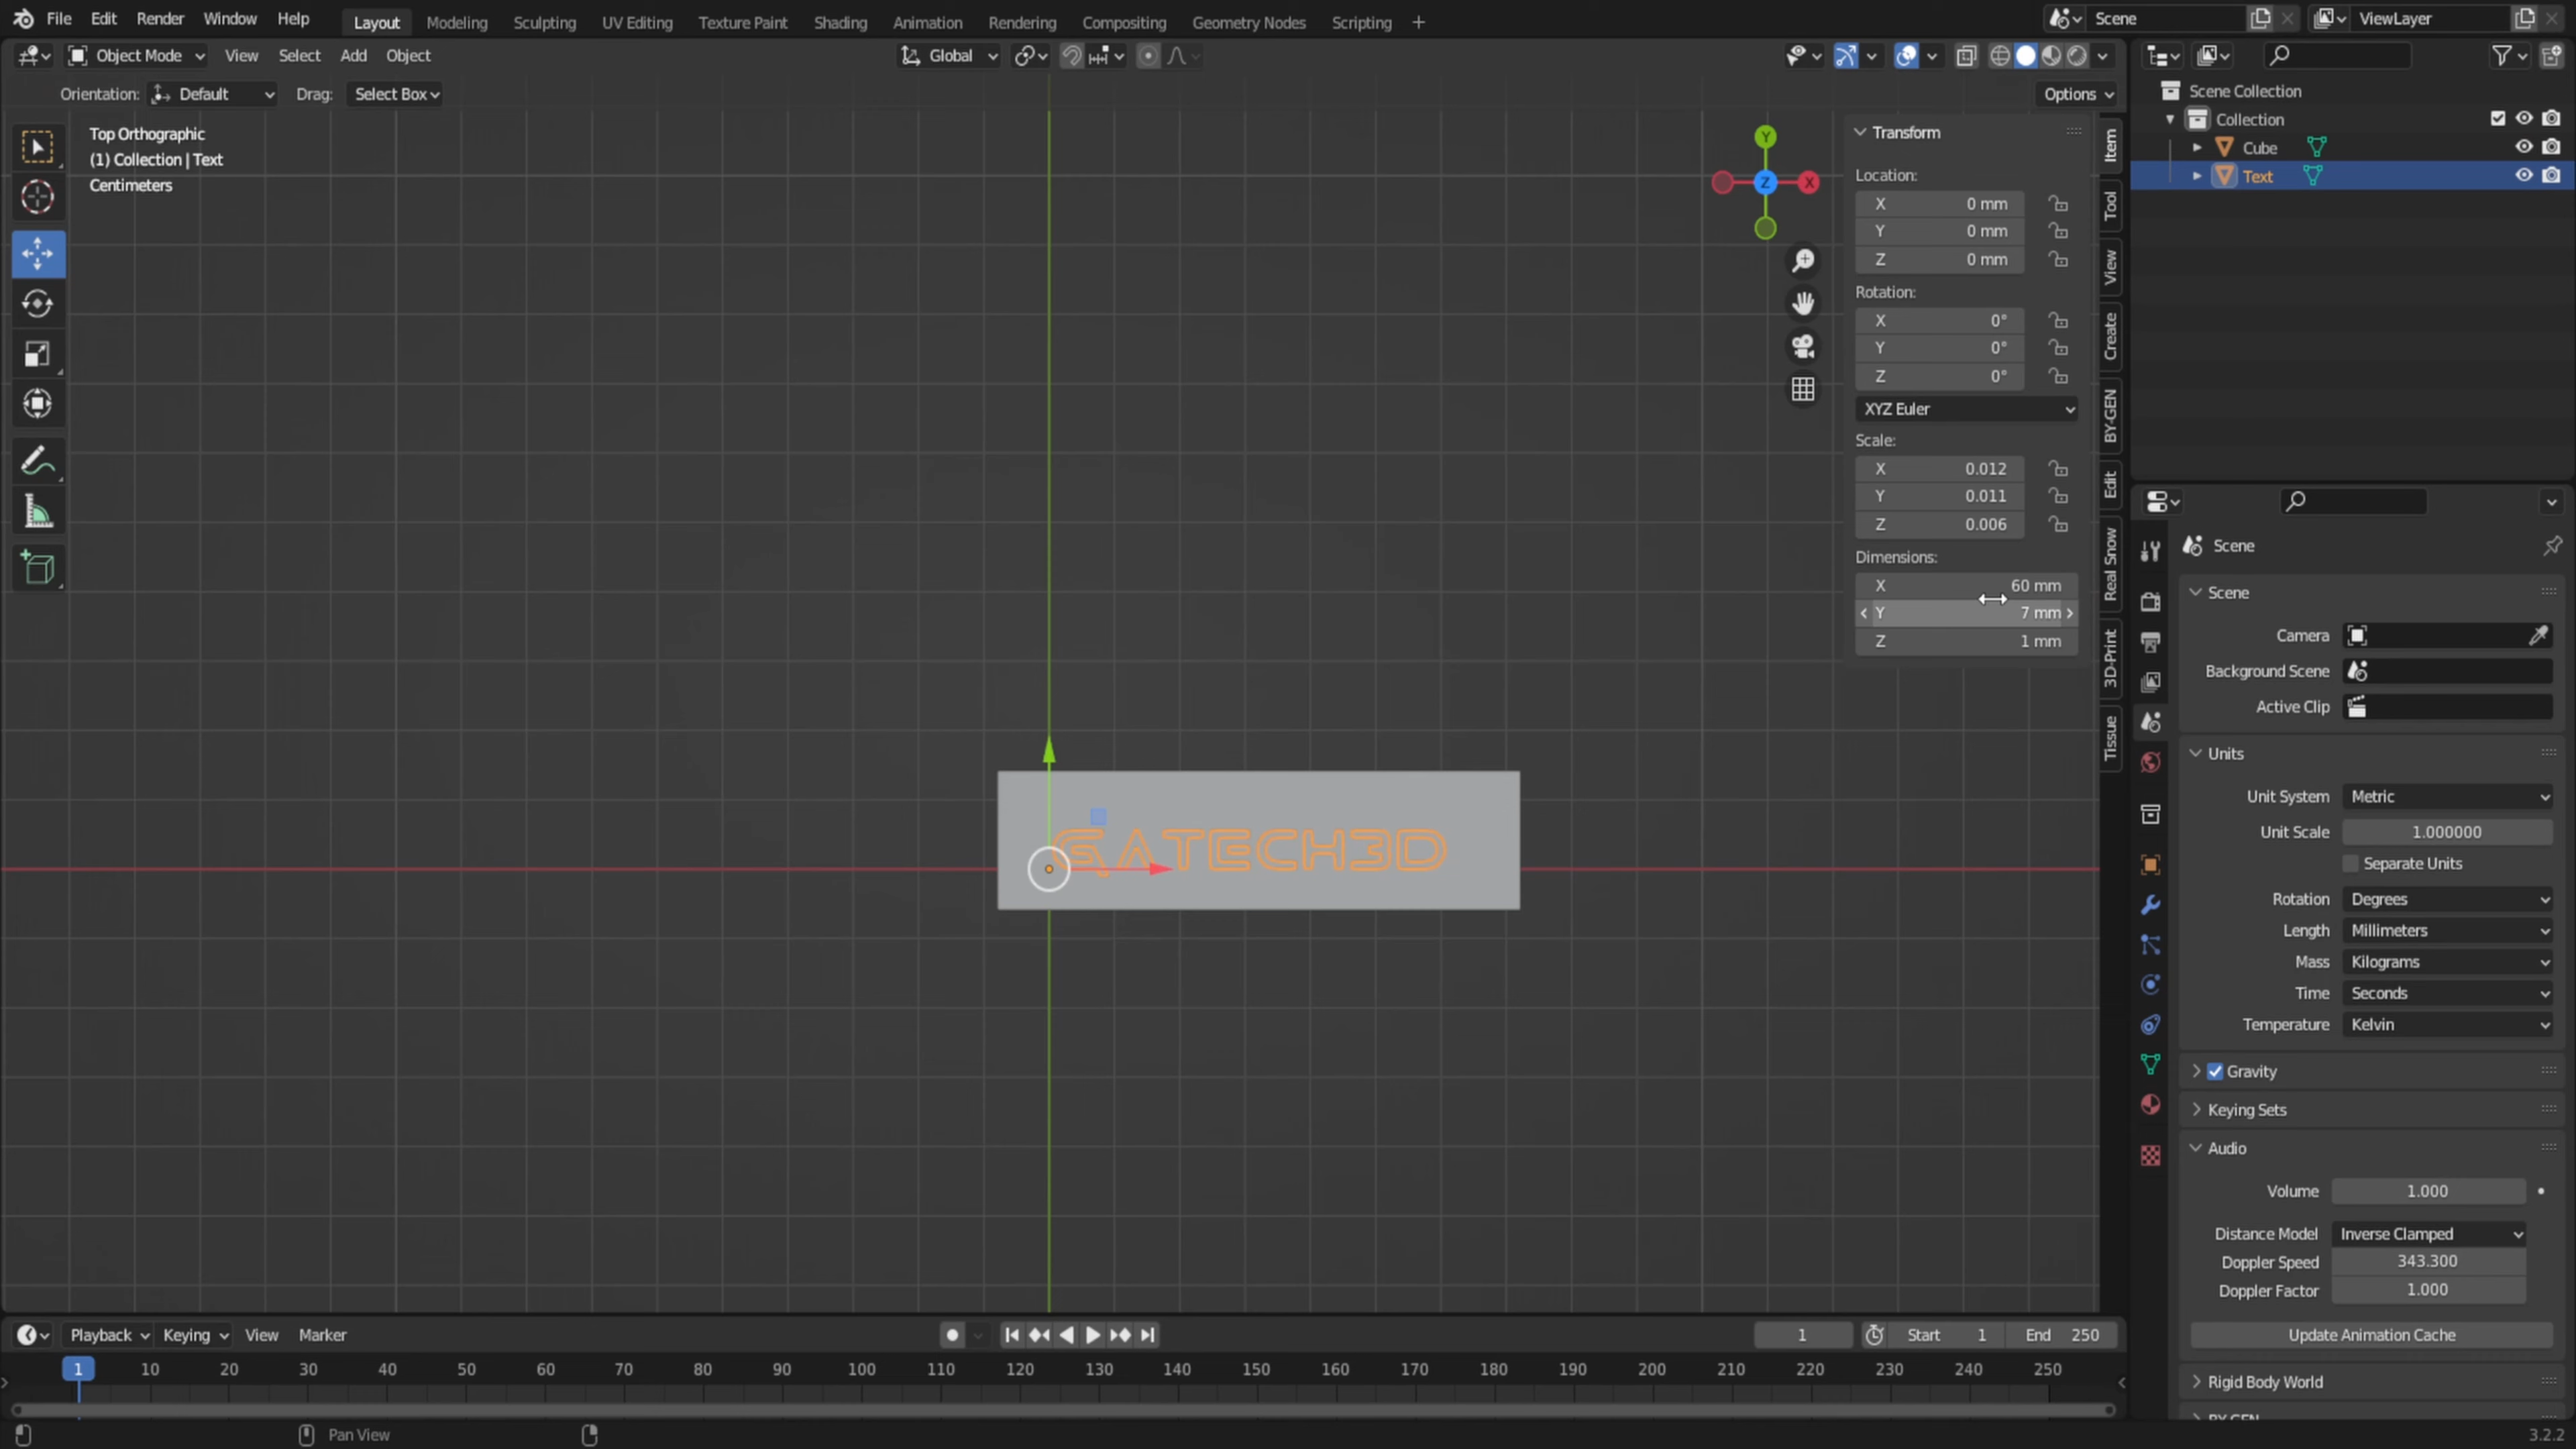 File Edit Render Window Help Layout Modeling Sculpting UV Editing Texture Paint Shading Animation Rendering Compositing Geometry Nodes Scripting + Scene ViewLayer
Object Mode View Select Add Object Global
Orientation: Default Drag: Select Box Options
Top Orthographic
(1) Collection | Text
Centimeters
Y
Z
X
GATECH3D
Transform
Location:
X 0 mm
Y 0 mm
Z 0 mm
Rotation:
X 0°
Y 0°
Z 0°
XYZ Euler
Scale:
X 0.012
Y 0.011
Z 0.006
Dimensions:
X 60 mm
Y 7 mm
Z 1 mm
Item
Tool
View
Create
BY-GEN
Edit
Real Snow
3D-Print
Tissue
Scene Collection
Collection
Cube
Text
Scene
Scene
Camera
Background Scene
Active Clip
Units
Unit System Metric
Unit Scale 1.000000
Separate Units
Rotation Degrees
Length Millimeters
Mass Kilograms
Time Seconds
Temperature Kelvin
Gravity
Keying Sets
Audio
Volume 1.000
Distance Model Inverse Clamped
Doppler Speed 343.300
Doppler Factor 1.000
Update Animation Cache
Rigid Body World
Playback Keying View Marker 1 Start 1 End 250
1 10 20 30 40 50 60 70 80 90 100 110 120 130 140 150 160 170 180 190 200 210 220 230 240 250
Pan View 3.2.2